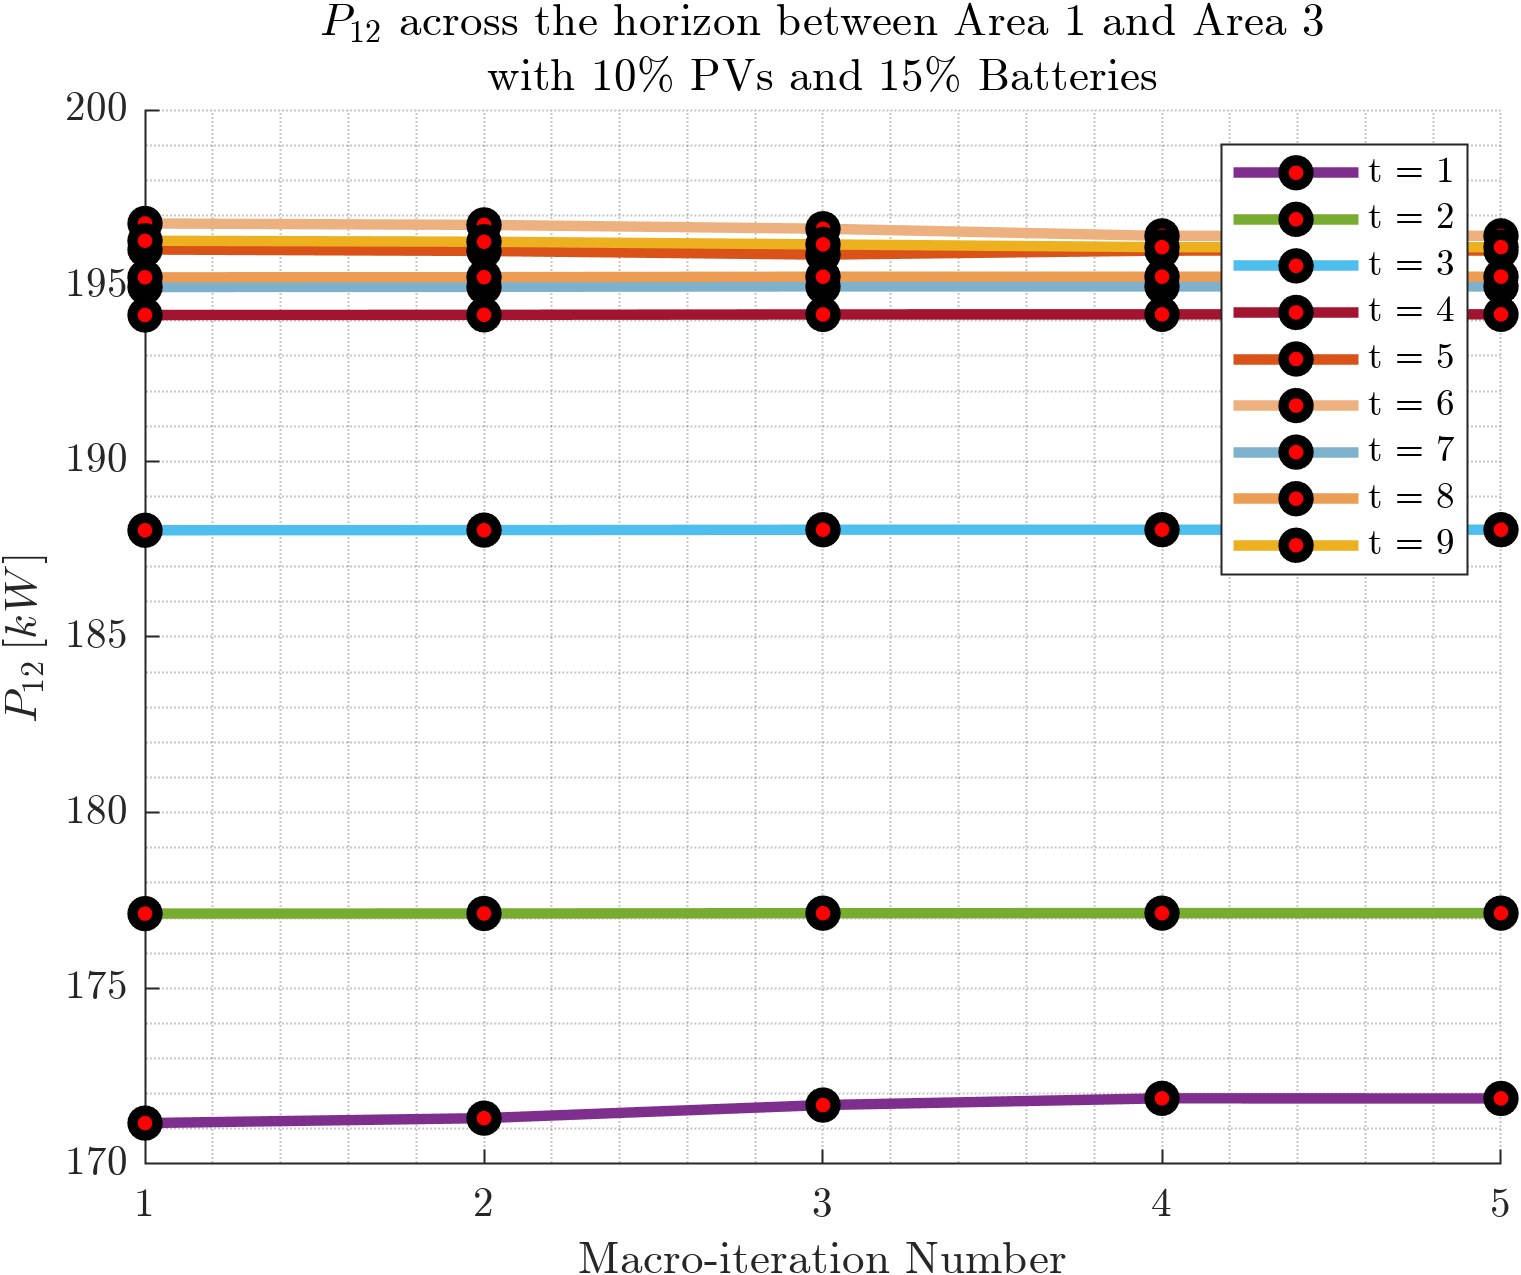 P₁₂ across the horizon between Area 1 and Area 3
with 10% PVs and 15% Batteries
200
195
190
185
180
175
170
P₁₂ [kW]
t = 1
t = 2
t = 3
t = 4
t = 5
t = 6
t = 7
t = 8
t = 9
1 2 3 4 5
Macro-iteration Number